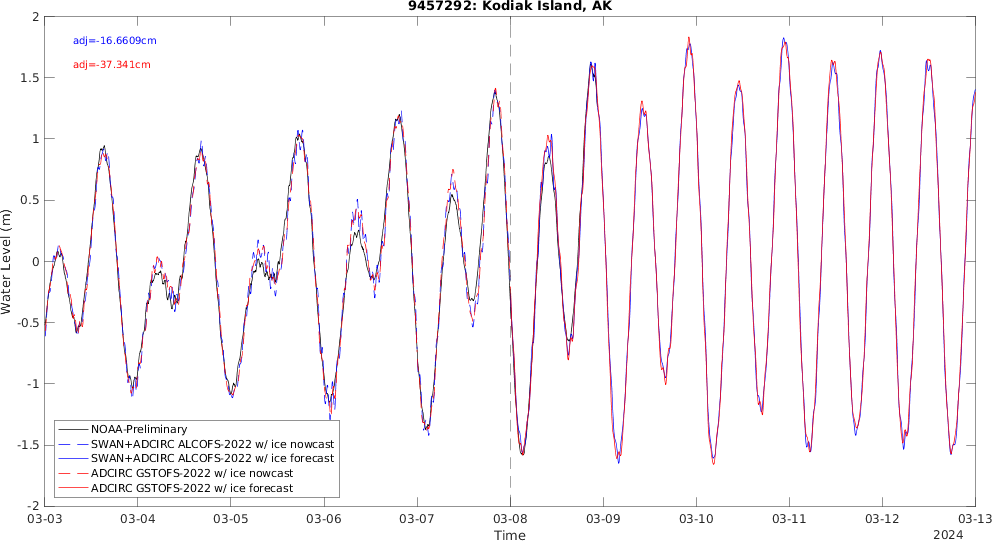 9457292: Kodiak Island, AK
adj=-16.6609cm
adj=-37.341cm
Water Level (m)
2
1.5
1
0.5
0
-0.5
-1
-1.5
-2
NOAA-Preliminary
SWAN+ADCIRC ALCOFS-2022 w/ ice nowcast
SWAN+ADCIRC ALCOFS-2022 w/ ice forecast
ADCIRC GSTOFS-2022 w/ ice nowcast
ADCIRC GSTOFS-2022 w/ ice forecast
03-03 03-04 03-05 03-06 03-07 03-08 03-09 03-10 03-11 03-12 03-13
Time
2024